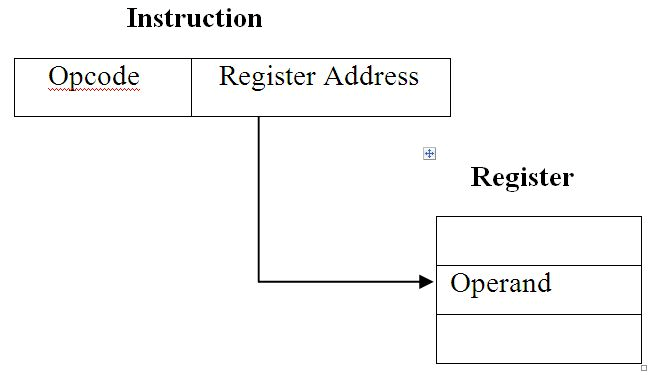 Instruction
Opcode
Register Address
Register
Operand